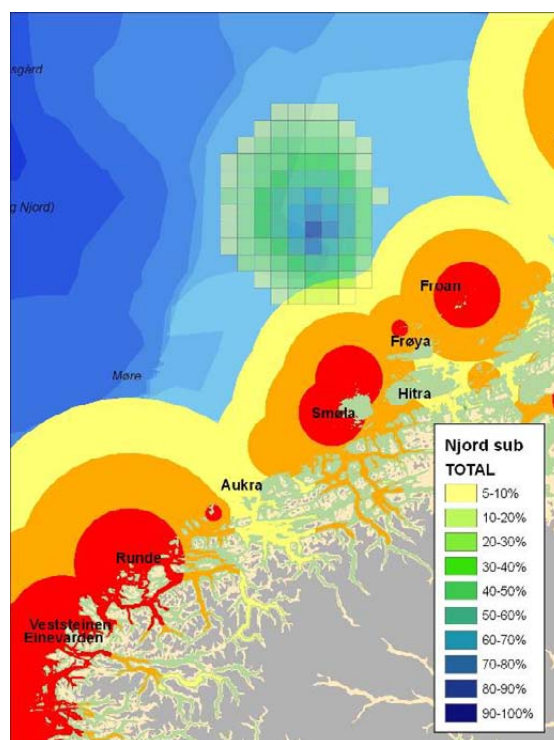 sgård
g Njord)
Møre
Froan
Frøya
Hitra
Smøla
Aukra
Runde
Veststeinen
Einevarden
Njord sub
TOTAL
5-10%
10-20%
20-30%
30-40%
40-50%
50-60%
60-70%
70-80%
80-90%
90-100%